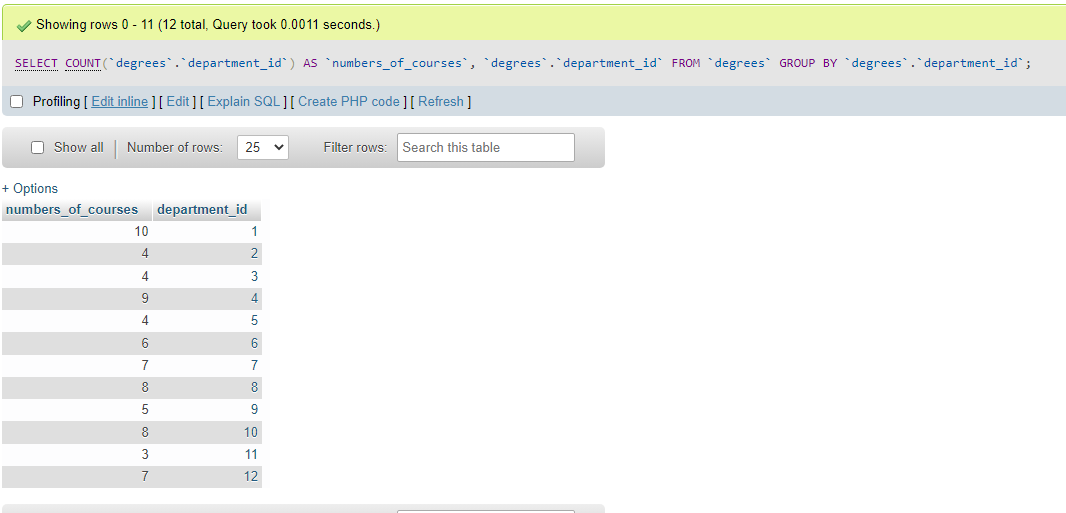 Showing rows 0 - 11 (12 total, Query took 0.0011 seconds.)
SELECT COUNT(`degrees`.`department_id`) AS `numbers_of_courses`, `degrees`.`department_id` FROM `degrees` GROUP BY `degrees`.`department_id`;
Profiling [ Edit inline ] [ Edit ] [ Explain SQL ] [ Create PHP code ] [ Refresh ]
Show all Number of rows: 25 Filter rows: Search this table
+ Options
numbers_of_courses department_id
10 1
4 2
4 3
9 4
4 5
6 6
7 7
8 8
5 9
8 10
3 11
7 12